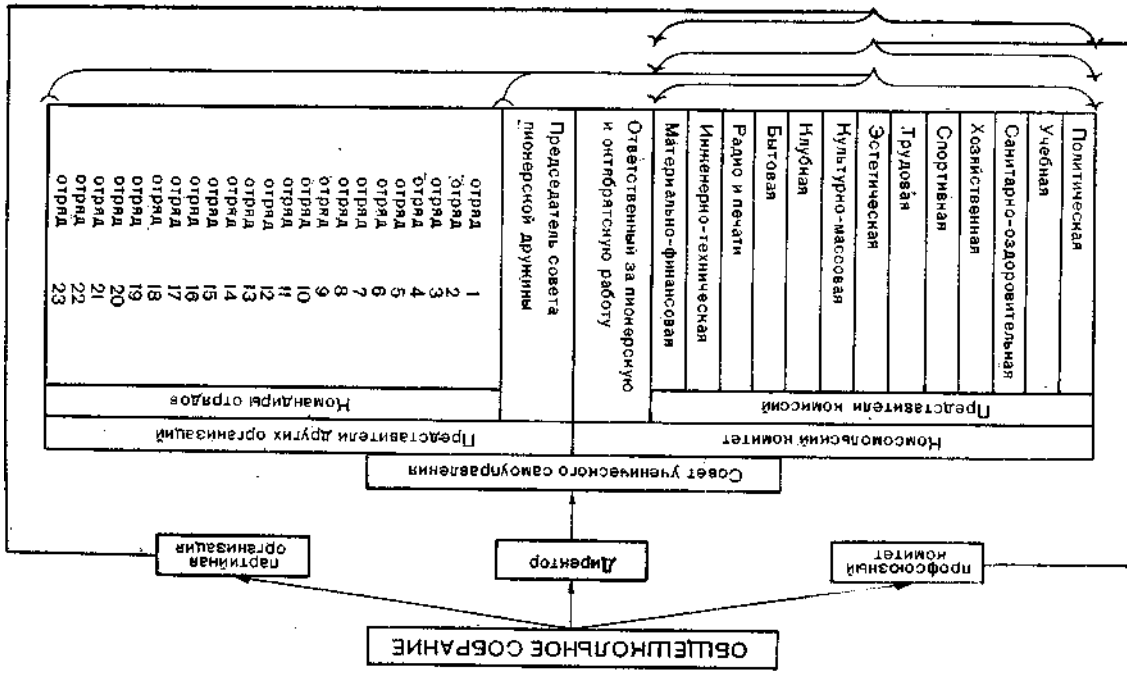 ОБЩЕШКОЛЬНОЕ СОБРАНИЕ
профсоюзный
комитет
Директор
партийная
организация
Совет ученического самоуправления
Комсомольский комитет
Представители других организаций
Представители комиссий
Командиры отрядов
Политическая
Учебная
Санитарно-оздоровительная
Хозяйственная
Спортивная
Трудовая
Эстетическая
Культурно-массовая
Клубная
Бытовая
Радио и печати
Инженерно-техническая
Материально-финансовая
Ответственный за пионерскую
и октябрятскую работу
Председатель совета
пионерской дружины
отряд 1
отряд 2
отряд 3
отряд 4
отряд 5
отряд 6
отряд 7
отряд 8
отряд 9
отряд 10
отряд 11
отряд 12
отряд 13
отряд 14
отряд 15
отряд 16
отряд 17
отряд 18
отряд 19
отряд 20
отряд 21
отряд 22
отряд 23